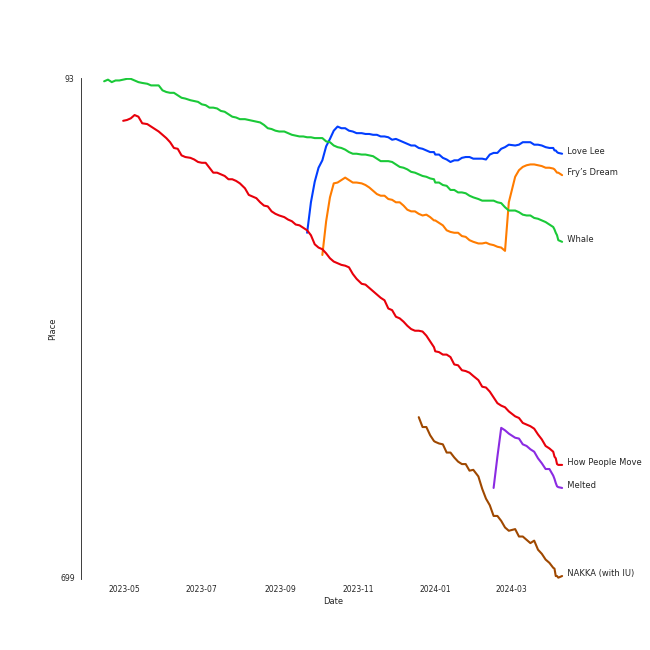 93
Love Lee
Fry's Dream
Whale
Place
How People Move
Melted
NAKKA (with IU)
699
2023-05 2023-07 2023-09 2023-11 2024-01 2024-03
Date